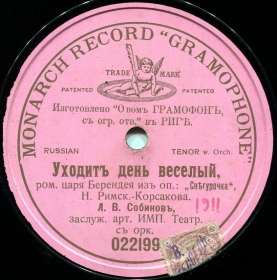 MONARCH RECORD "GRAMOPHONE"
TRADE MARK
PATENTED PATENTED
Изготовлено "Овомъ ГРАМОФОНЪ,
съ огр. отв." въ РИГѢ.
RUSSIAN TENOR w. Orch.
Уходитъ день веселый,
ром. царя Берендея изъ оп.: „Снѣгурочка“
Н. Римск.-Корсакова. 1911
Л. В. Собиновъ,
заслуж. арт. ИМП. Театр.
съ орк.
022199